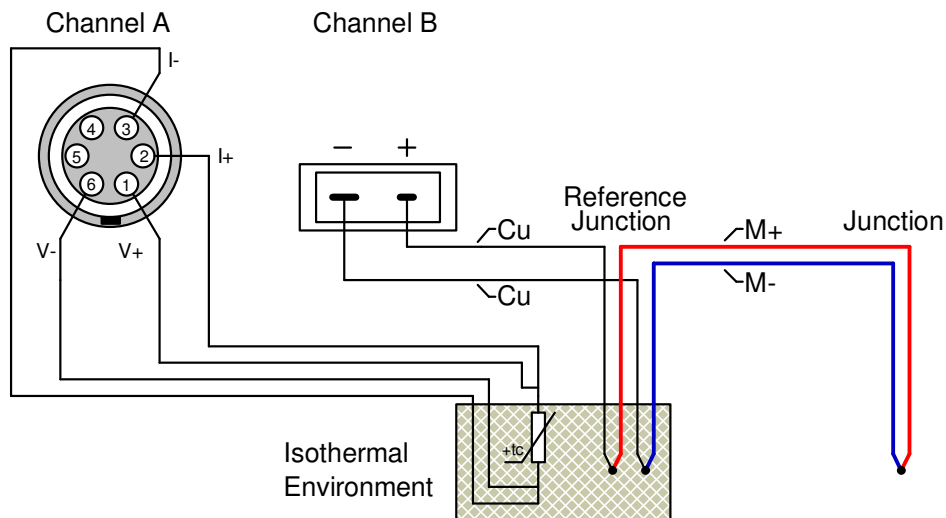 Channel A
Channel B
I-
4
3
5
2
6
1
I+
−
+
Reference
Junction
Junction
V-
V+
Cu
M+
Cu
M-
Isothermal
Environment
+tc